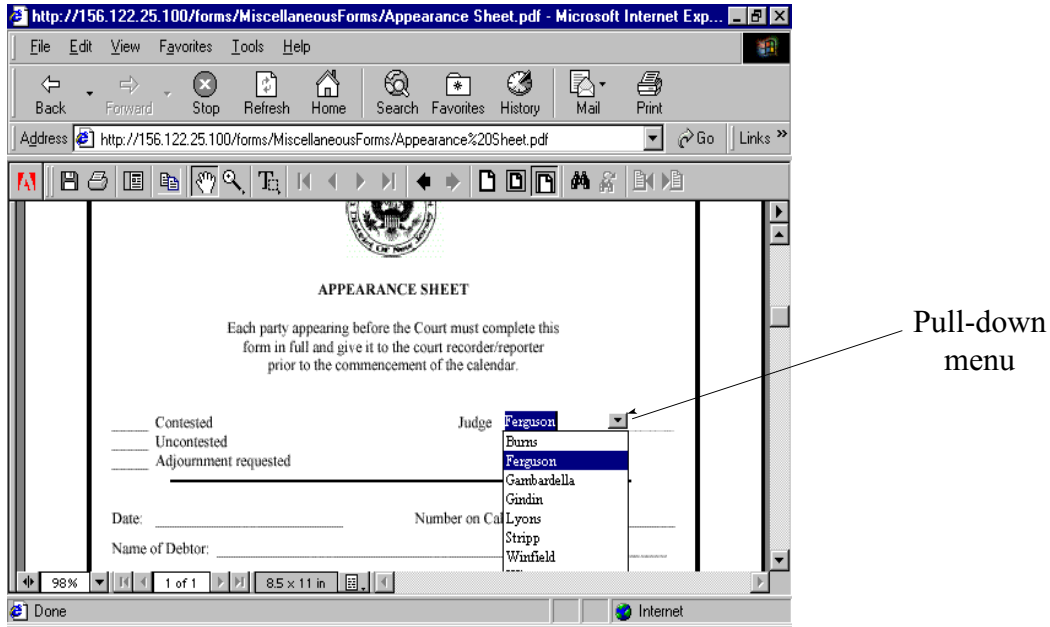 http://156.122.25.100/forms/MiscellaneousForms/Appearance Sheet.pdf - Microsoft Internet Exp...
File Edit View Favorites Tools Help
Back Forward Stop Refresh Home Search Favorites History Mail Print
Address http://156.122.25.100/forms/MiscellaneousForms/Appearance%20Sheet.pdf Go Links »
District Of New Jersey
APPEARANCE SHEET
Each party appearing before the Court must complete this
form in full and give it to the court recorder/reporter
prior to the commencement of the calendar.
Pull-down
menu
Contested Judge Ferguson
Uncontested Burns
Adjournment requested Ferguson
Gambardella
Gindin
Date: Number on Cal Lyons
Stripp
Name of Debtor: Winfield
98% 1 of 1 8.5 x 11 in
Done Internet